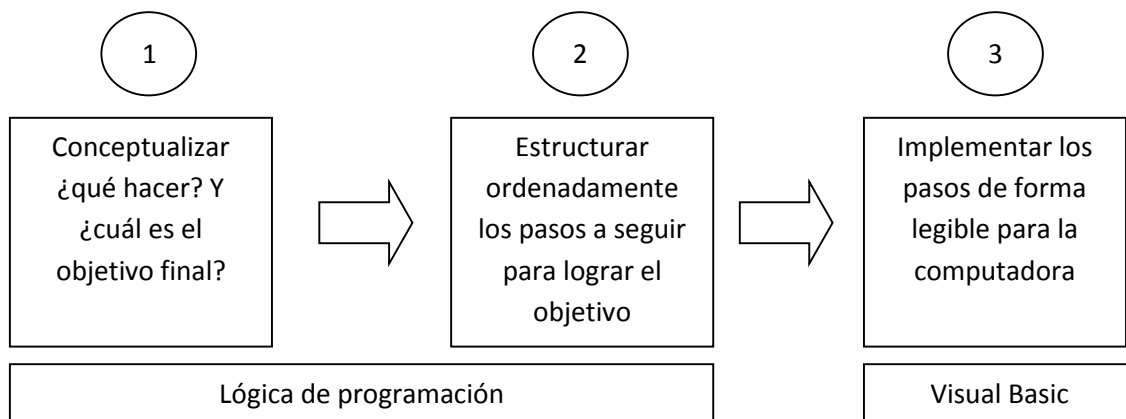 1
2
3
Conceptualizar
¿qué hacer? Y
¿cuál es el
objetivo final?
Estructurar
ordenadamente
los pasos a seguir
para lograr el
objetivo
Implementar los
pasos de forma
legible para la
computadora
Lógica de programación
Visual Basic